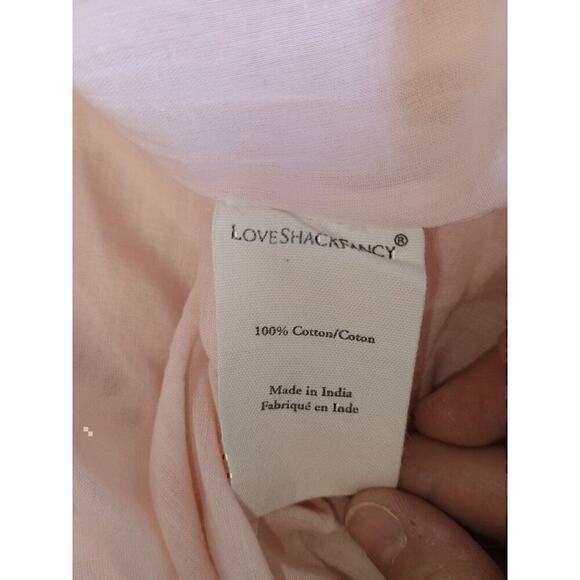 LOVESHACKFANCY®
100% Cotton/Coton
Made in India
Fabriqué en Inde